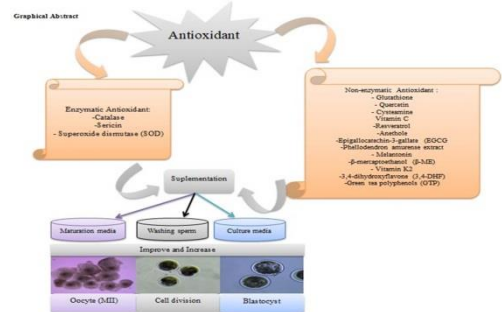 Graphical Abstract
Antioxidant
Enzymatic Antioxidant:
-Catalase
-Sericin
- Superoxide dismutase (SOD)
Non-enzymatic Antioxidant :
- Glutathione
- Quercetin
- Cysteamine
Vitamin C
-Resveratrol
-Anethole
-Epigallocatechin-3-gallate (EGCG
-Phellodendron amurense extract
- Melantonin
-β-mercaptoethanol (β-ME)
- Vitamin K2
-3,4-dihydroxyflavone (3,4-DHF)
-Green tea polyphenols (GTP)
Suplementation
Maturation media
Washing sperm
Culture media
Improve and Increase
Oocyte (MII)
Cell division
Blastocyst